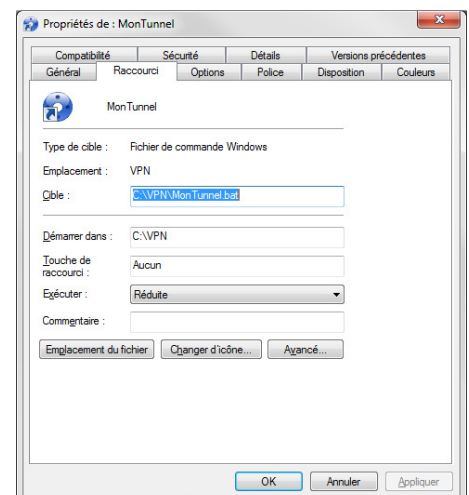 Propriétés de : MonTunnel
Compatibilité Sécurité Détails Versions précédentes
Général Raccourci Options Police Disposition Couleurs
MonTunnel
Type de cible : Fichier de commande Windows
Emplacement : VPN
Cible : C:\VPN\MonTunnel.bat
Démarrer dans : C:\VPN
Touche de
raccourci : Aucun
Exécuter : Réduite
Commentaire :
Emplacement du fichier Changer d'icône... Avancé...
OK Annuler Appliquer